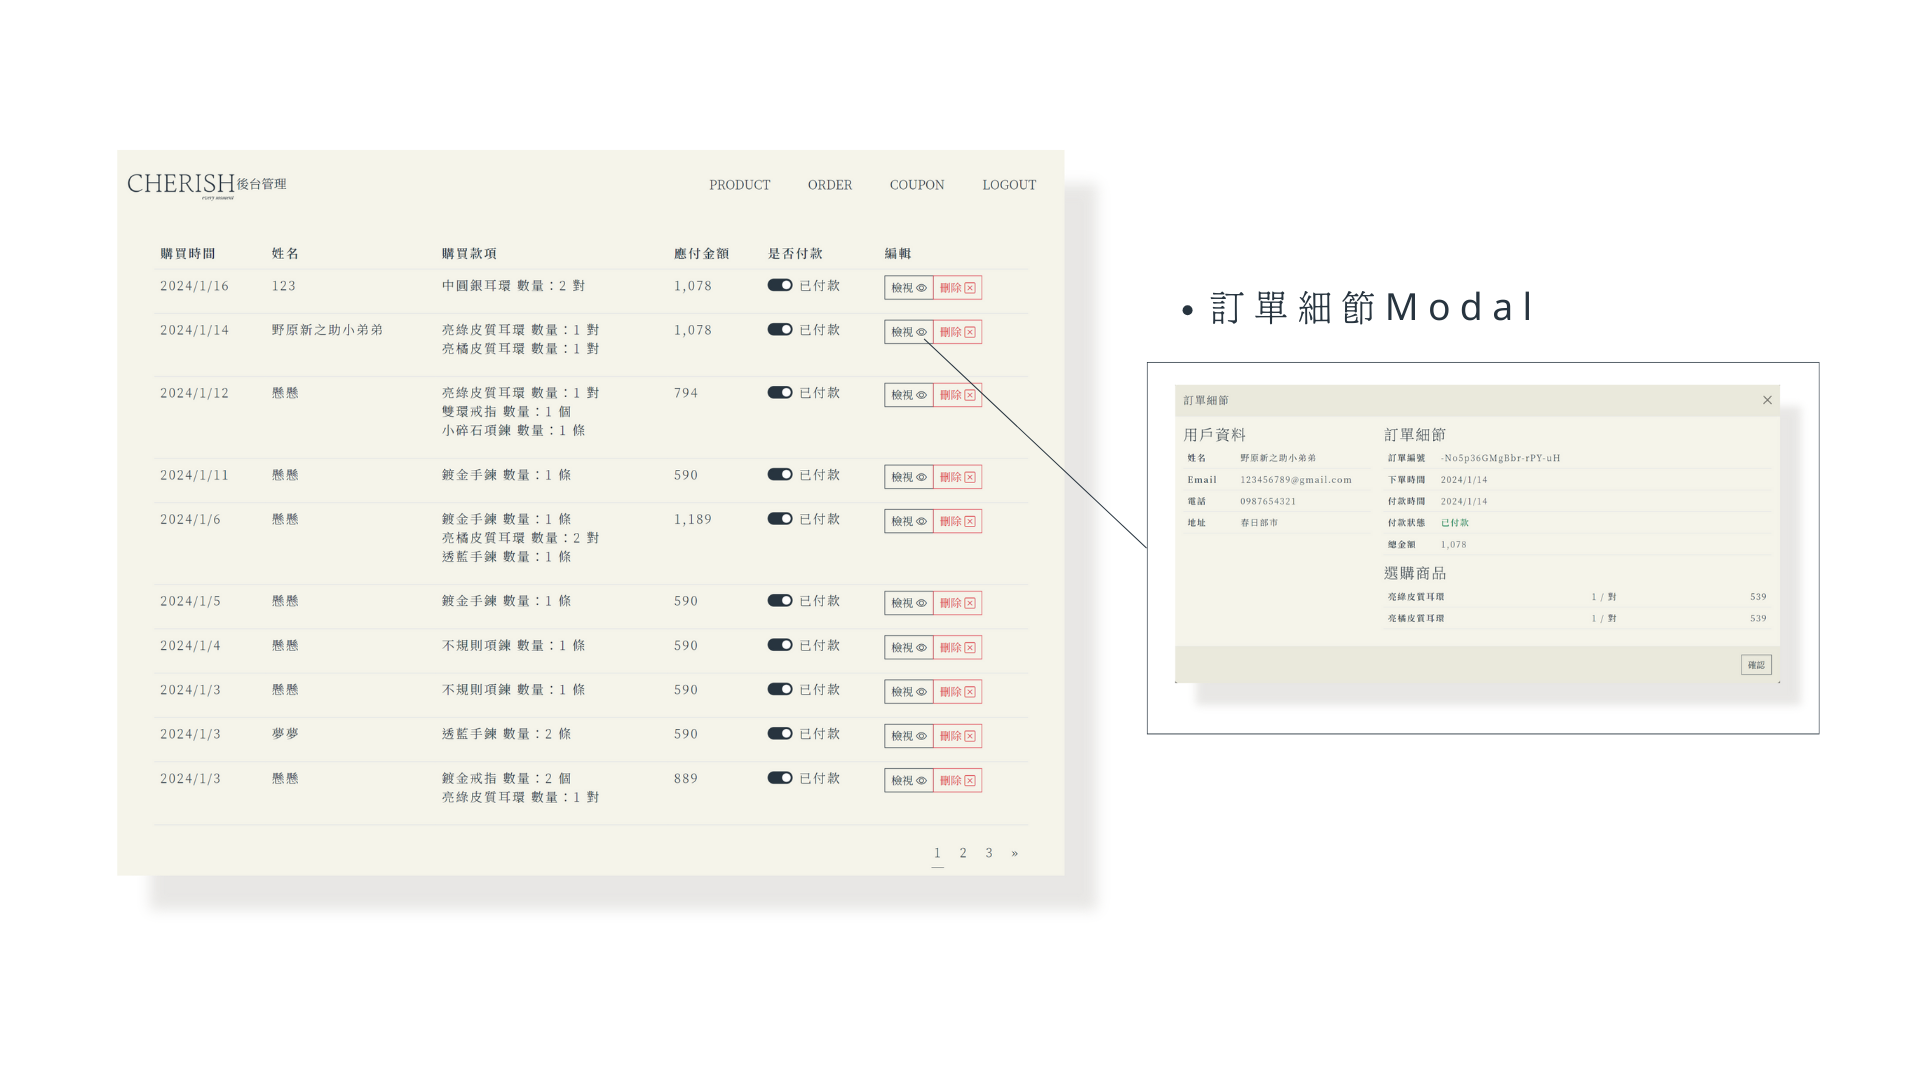 CHERISH後台管理
every moment
PRODUCT ORDER COUPON LOGOUT
購買時間 姓名 購買款項 應付金額 是否付款 編輯
2024/1/16 123 中圓銀耳環 數量：2 對 1,078 已付款 檢視 刪除
2024/1/14 野原新之助小弟弟 亮綠皮質耳環 數量：1 對 1,078 已付款 檢視 刪除
亮橘皮質耳環 數量：1 對
2024/1/12 懸懸 亮綠皮質耳環 數量：1 對 794 已付款 檢視 刪除
雙環戒指 數量：1 個
小碎石項鍊 數量：1 條
2024/1/11 懸懸 鍍金手鍊 數量：1 條 590 已付款 檢視 刪除
2024/1/6 懸懸 鍍金手鍊 數量：1 條 1,189 已付款 檢視 刪除
亮橘皮質耳環 數量：2 對
透藍手鍊 數量：1 條
2024/1/5 懸懸 鍍金手鍊 數量：1 條 590 已付款 檢視 刪除
2024/1/4 懸懸 不規則項鍊 數量：1 條 590 已付款 檢視 刪除
2024/1/3 懸懸 不規則項鍊 數量：1 條 590 已付款 檢視 刪除
2024/1/3 夢夢 透藍手鍊 數量：2 條 590 已付款 檢視 刪除
2024/1/3 懸懸 鍍金戒指 數量：2 個 889 已付款 檢視 刪除
亮綠皮質耳環 數量：1 對
1 2 3 »
• 訂單細節Modal
訂單細節
用戶資料
姓名 野原新之助小弟弟
Email 123456789@gmail.com
電話 0987654321
地址 春日部市
訂單細節
訂單編號 -No5p36GMgBbr-rPY-uH
下單時間 2024/1/14
付款時間 2024/1/14
付款狀態 已付款
總金額 1,078
選購商品
亮綠皮質耳環 1 / 對 539
亮橘皮質耳環 1 / 對 539
確認